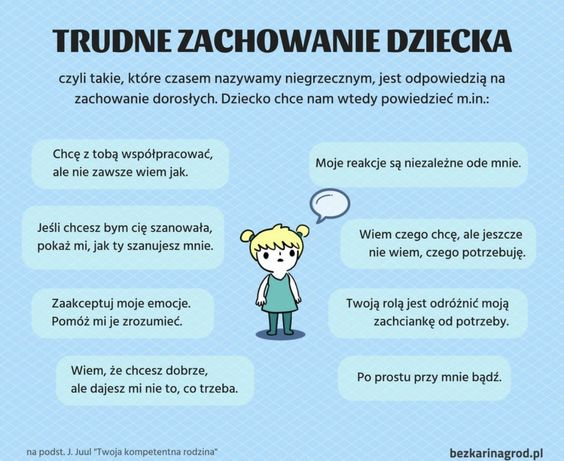 TRUDNE ZACHOWANIE DZIECKA
czyli takie, które czasem nazywamy niegrzecznym, jest odpowiedzią na
zachowanie dorosłych. Dziecko chce nam wtedy powiedzieć m.in.:
Chcę z tobą współpracować,
ale nie zawsze wiem jak.
Moje reakcje są niezależne ode mnie.
Jeśli chcesz bym cię szanowała,
pokaż mi, jak ty szanujesz mnie.
Wiem czego chcę, ale jeszcze
nie wiem, czego potrzebuję.
Zaakceptuj moje emocje.
Pomóż mi je zrozumieć.
Twoją rolą jest odróżnić moją
zachciankę od potrzeby.
Wiem, że chcesz dobrze,
ale dajesz mi nie to, co trzeba.
Po prostu przy mnie bądź.
na podst. J. Juul "Twoja kompetentna rodzina"
bezkarinagrod.pl